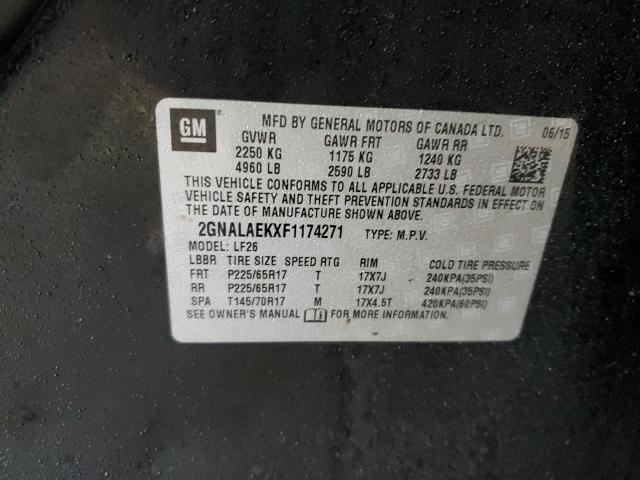 GM
MFD BY GENERAL MOTORS OF CANADA LTD. 06/15
GVWR GAWR FRT GAWR RR
2250 KG 1175 KG 1240 KG
4960 LB 2590 LB 2733 LB
THIS VEHICLE CONFORMS TO ALL APPLICABLE U.S. FEDERAL MOTOR
VEHICLE SAFETY AND THEFT PREVENTION STANDARDS IN EFFECT
ON THE DATE OF MANUFACTURE SHOWN ABOVE.
2GNALAEKXF1174271 TYPE: M.P.V.
MODEL: LF26
LBBR TIRE SIZE SPEED RTG RIM COLD TIRE PRESSURE
FRT P225/65R17 T 17X7J 240KPA(35PSI)
RR P225/65R17 T 17X7J 240KPA(35PSI)
SPA T145/70R17 M 17X4.5T 420KPA(60PSI)
SEE OWNER'S MANUAL i FOR MORE INFORMATION.